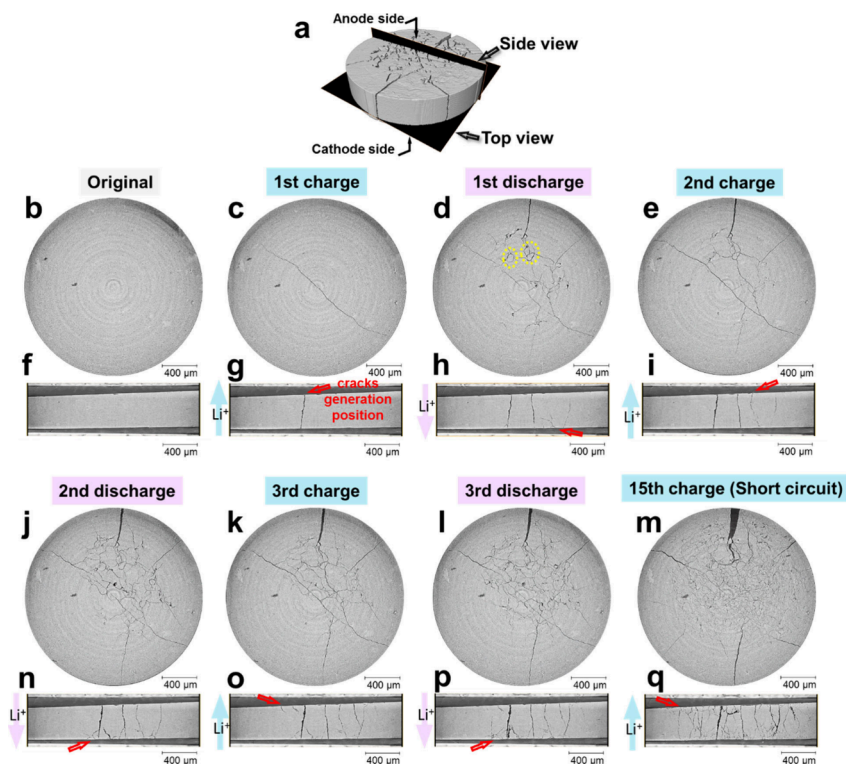 a
Anode side
Side view
Top view
Cathode side
Original
1st charge
1st discharge
2nd charge
b
c
d
e
400 µm
400 µm
400 µm
400 µm
f
g
h
i
Li⁺
cracks
generation
position
Li⁺
Li⁺
400 µm
400 µm
400 µm
400 µm
2nd discharge
3rd charge
3rd discharge
15th charge (Short circuit)
j
k
l
m
400 µm
400 µm
400 µm
400 µm
n
o
p
q
Li⁺
Li⁺
Li⁺
Li⁺
400 µm
400 µm
400 µm
400 µm